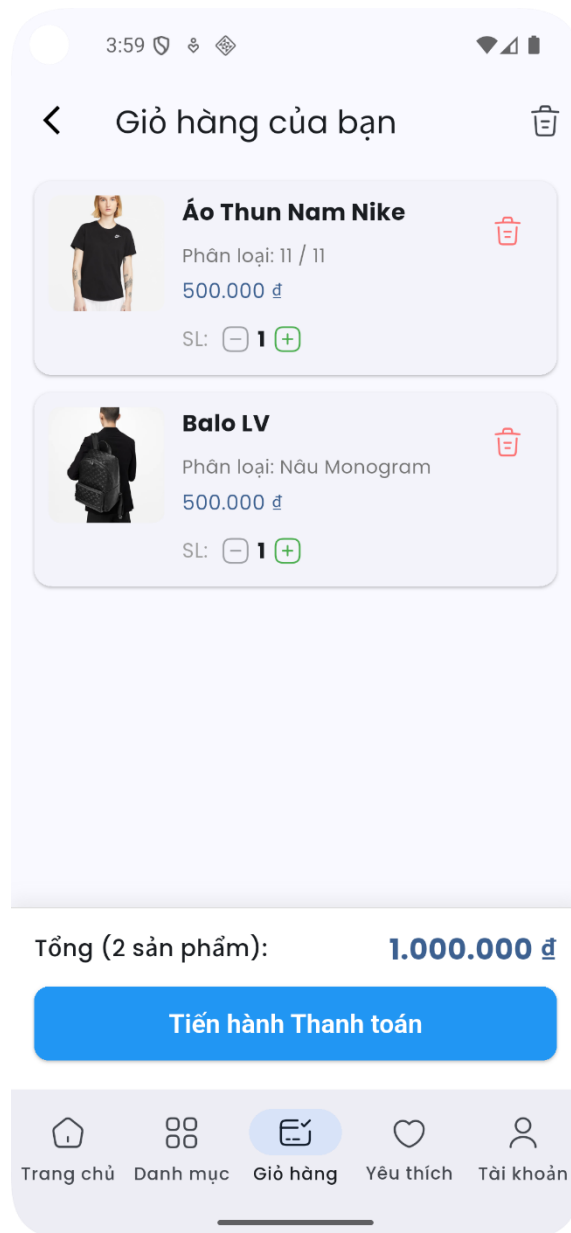 3:59
Giỏ hàng của bạn
Áo Thun Nam Nike
Phân loại: 11 / 11
500.000 ₫
SL: 1
Balo LV
Phân loại: Nâu Monogram
500.000 ₫
SL: 1
Tổng (2 sản phẩm): 1.000.000 ₫
Tiến hành Thanh toán
Trang chủ Danh mục Giỏ hàng Yêu thích Tài khoản